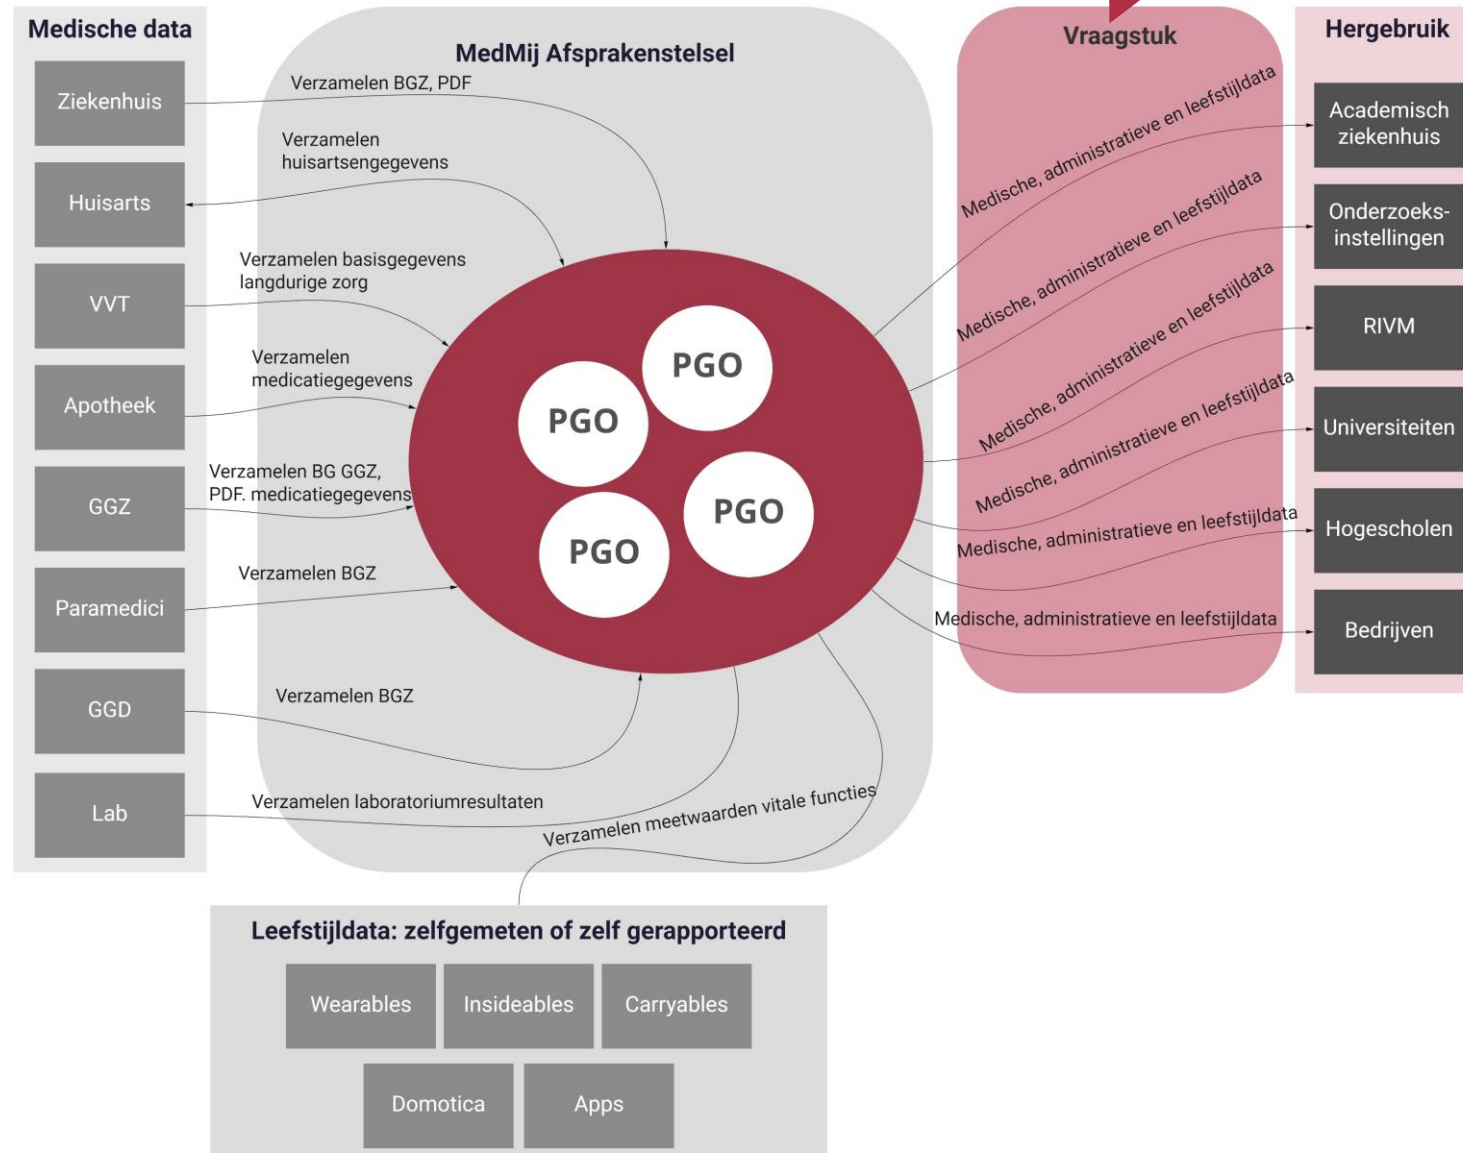 Medische data
Ziekenhuis
Huisarts
VVT
Apotheek
GGZ
Paramedici
GGD
Lab
MedMij Afsprakenstelsel
Verzamelen BGZ, PDF
Verzamelen
huisartsengegevens
Verzamelen basisgegevens
langdurige zorg
Verzamelen
medicatiegegevens
Verzamelen BG GGZ,
PDF. medicatiegegevens
Verzamelen BGZ
Verzamelen BGZ
Verzamelen laboratoriumresultaten
Verzamelen meetwaarden vitale functies
PGO
PGO
PGO
PGO
Vraagstuk
Medische, administratieve en leefstijldata
Medische, administratieve en leefstijldata
Medische, administratieve en leefstijldata
Medische, administratieve en leefstijldata
Medische, administratieve en leefstijldata
Medische, administratieve en leefstijldata
Hergebruik
Academisch
ziekenhuis
Onderzoeks-
instellingen
RIVM
Universiteiten
Hogescholen
Bedrijven
Leefstijldata: zelfgemeten of zelf gerapporteerd
Wearables
Insideables
Carryables
Domotica
Apps